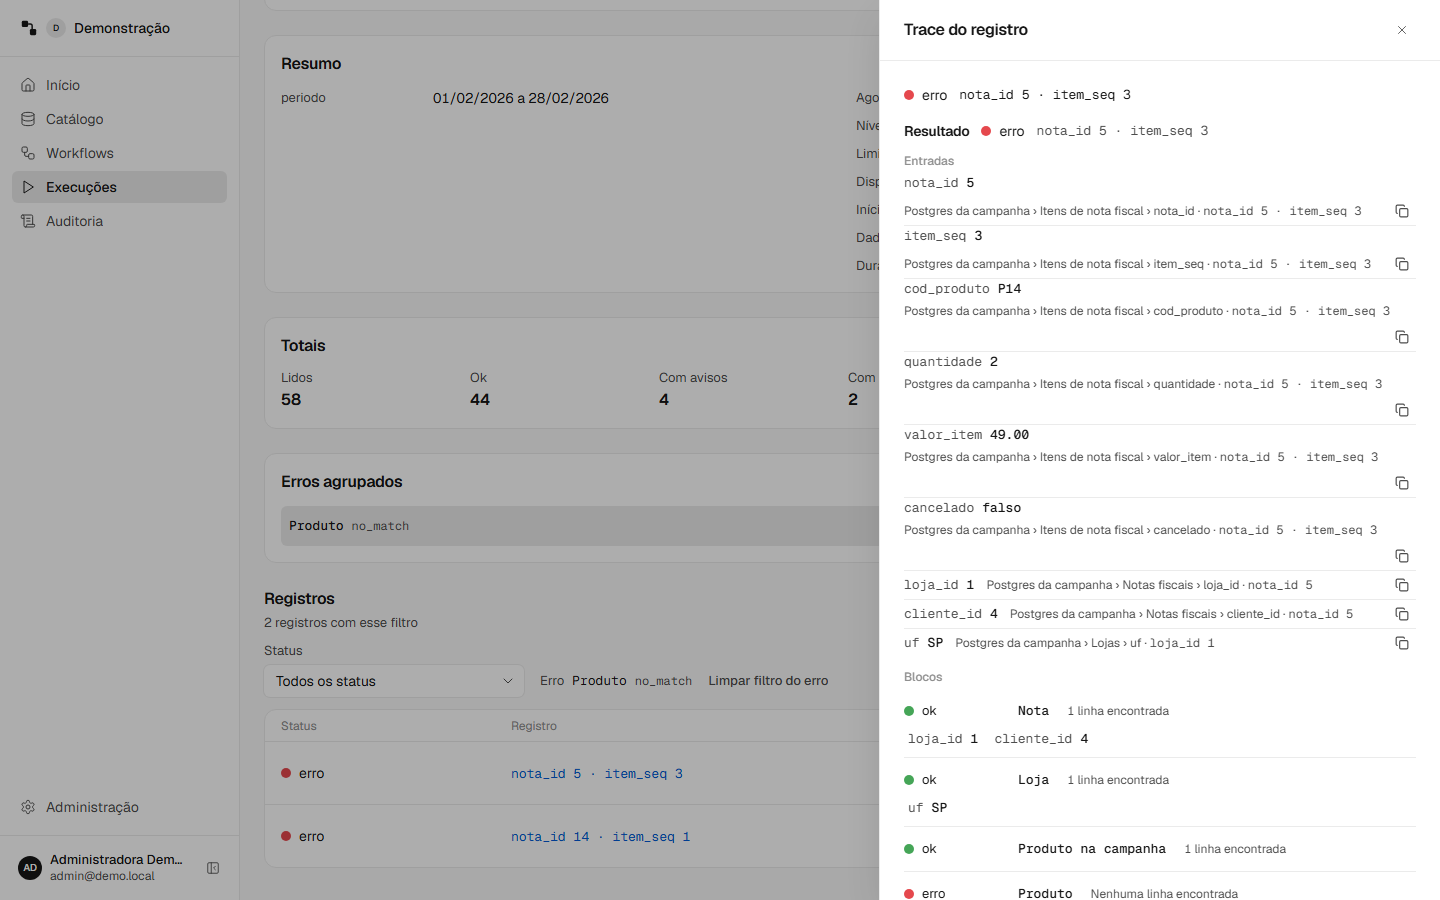 D Demonstração
Início
Catálogo
Workflows
Execuções
Auditoria
Administração
AD Administradora Dem...
admin@demo.local
Resumo
periodo 01/02/2026 a 28/02/2026
Totais
Lidos Ok Com avisos
58 44 4 2
Erros agrupados
Produto no_match
Registros
2 registros com esse filtro
Status
Todos os status Erro Produto no_match Limpar filtro do erro
Status Registro
erro nota_id 5 · item_seq 3
erro nota_id 14 · item_seq 1
Trace do registro
erro nota_id 5 · item_seq 3
Resultado erro nota_id 5 · item_seq 3
Entradas
nota_id 5
Postgres da campanha › Itens de nota fiscal › nota_id · nota_id 5 · item_seq 3
item_seq 3
Postgres da campanha › Itens de nota fiscal › item_seq · nota_id 5 · item_seq 3
cod_produto P14
Postgres da campanha › Itens de nota fiscal › cod_produto · nota_id 5 · item_seq 3
quantidade 2
Postgres da campanha › Itens de nota fiscal › quantidade · nota_id 5 · item_seq 3
valor_item 49.00
Postgres da campanha › Itens de nota fiscal › valor_item · nota_id 5 · item_seq 3
cancelado falso
Postgres da campanha › Itens de nota fiscal › cancelado · nota_id 5 · item_seq 3
loja_id 1 Postgres da campanha › Notas fiscais › loja_id · nota_id 5
cliente_id 4 Postgres da campanha › Notas fiscais › cliente_id · nota_id 5
uf SP Postgres da campanha › Lojas › uf · loja_id 1
Blocos
ok Nota 1 linha encontrada
loja_id 1 cliente_id 4
ok Loja 1 linha encontrada
uf SP
ok Produto na campanha 1 linha encontrada
erro Produto Nenhuma linha encontrada